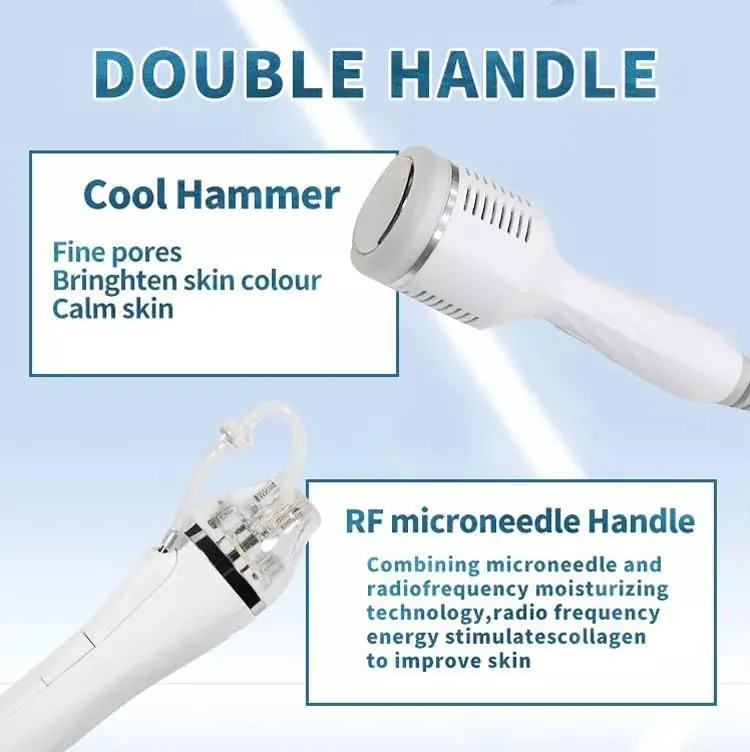 DOUBLE HANDLE
Cool Hammer
Fine pores
Bringhten skin colour
Calm skin
RF microneedle Handle
Combining microneedle and
radiofrequency moisturizing
technology,radio frequency
energy stimulatescollagen
to improve skin